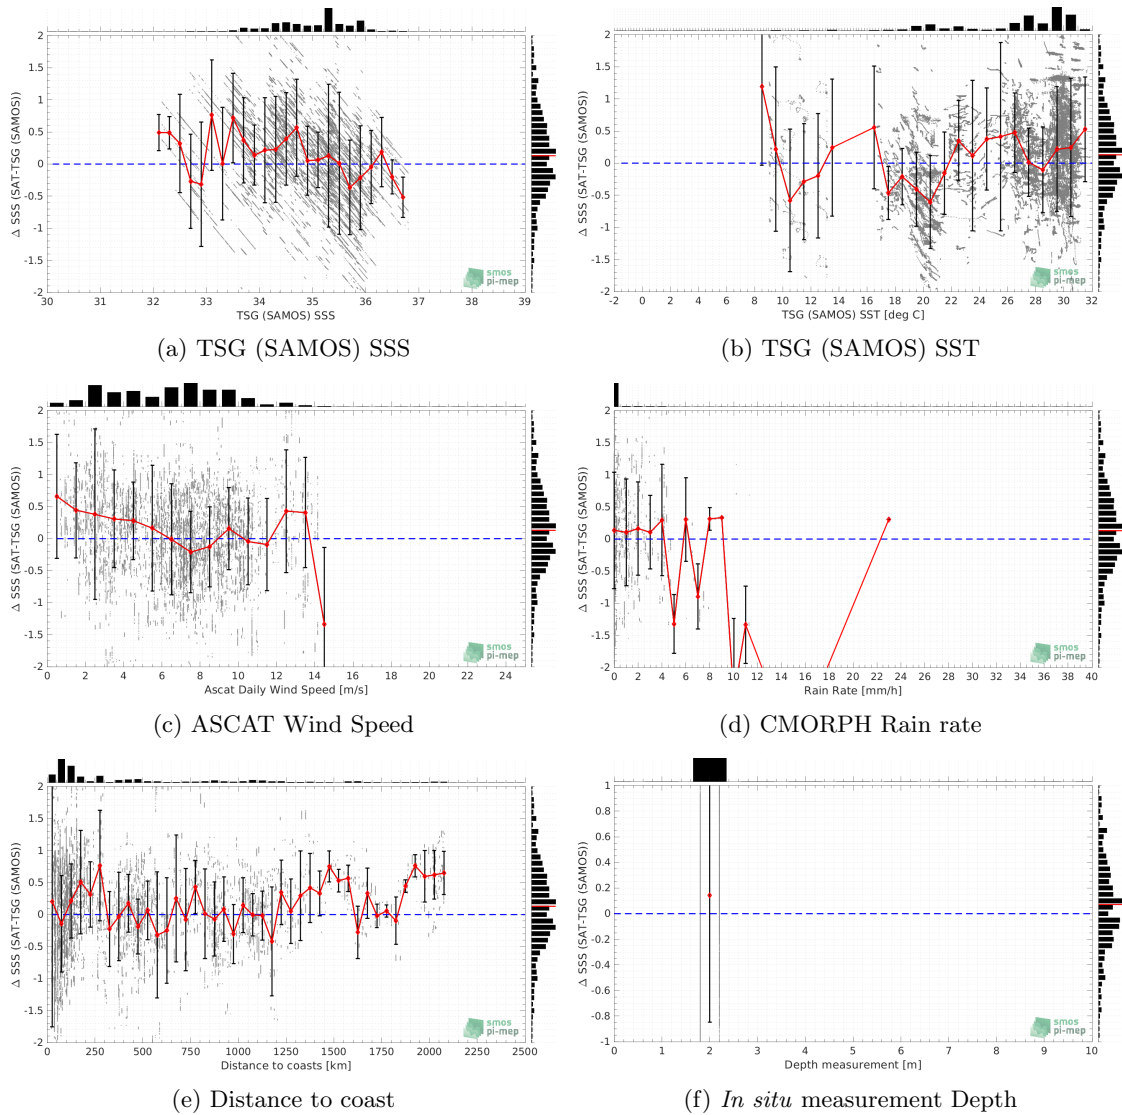 2
1.5
1
0.5
0
-0.5
-1
-1.5
-2
Δ SSS (SAT-TSG (SAMOS))
30 31 32 33 34 35 36 37 38 39
TSG (SAMOS) SSS
smos
pi-mep
(a) TSG (SAMOS) SSS
2
1.5
1
0.5
0
-0.5
-1
-1.5
-2
Δ SSS (SAT-TSG (SAMOS))
-2 0 2 4 6 8 10 12 14 16 18 20 22 24 26 28 30 32
TSG (SAMOS) SST [deg C]
smos
pi-mep
(b) TSG (SAMOS) SST
2
1.5
1
0.5
0
-0.5
-1
-1.5
-2
Δ SSS (SAT-TSG (SAMOS))
0 2 4 6 8 10 12 14 16 18 20 22 24
Ascat Daily Wind Speed [m/s]
smos
pi-mep
(c) ASCAT Wind Speed
2
1.5
1
0.5
0
-0.5
-1
-1.5
-2
Δ SSS (SAT-TSG (SAMOS))
0 2 4 6 8 10 12 14 16 18 20 22 24 26 28 30 32 34 36 38 40
Rain Rate [mm/h]
smos
pi-mep
(d) CMORPH Rain rate
2
1.5
1
0.5
0
-0.5
-1
-1.5
-2
Δ SSS (SAT-TSG (SAMOS))
0 250 500 750 1000 1250 1500 1750 2000 2250 2500
Distance to coasts [km]
smos
pi-mep
(e) Distance to coast
1
0.8
0.6
0.4
0.2
0
-0.2
-0.4
-0.6
-0.8
-1
Δ SSS (SAT-TSG (SAMOS))
0 1 2 3 4 5 6 7 8 9 10
Depth measurement [m]
smos
pi-mep
(f) In situ measurement Depth